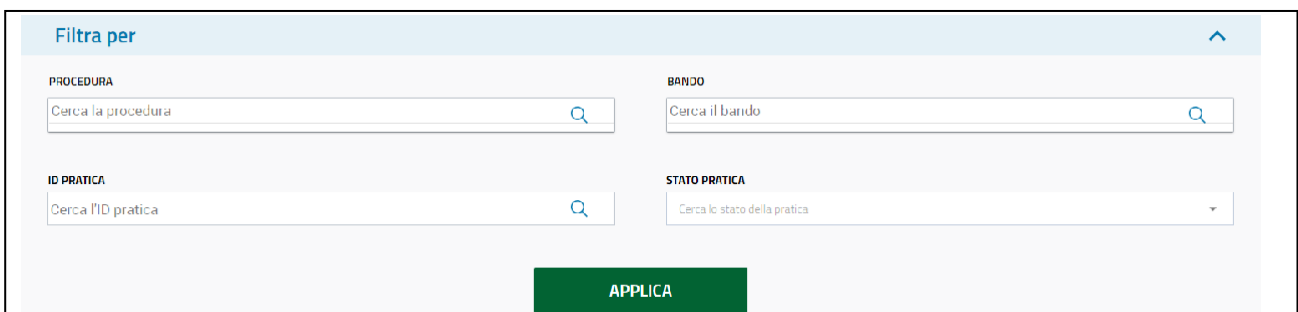 Filtra per
PROCEDURA
BANDO
Cerca la procedura
Cerca il bando
ID PRATICA
STATO PRATICA
Cerca l'ID pratica
Cerca lo stato della pratica
APPLICA